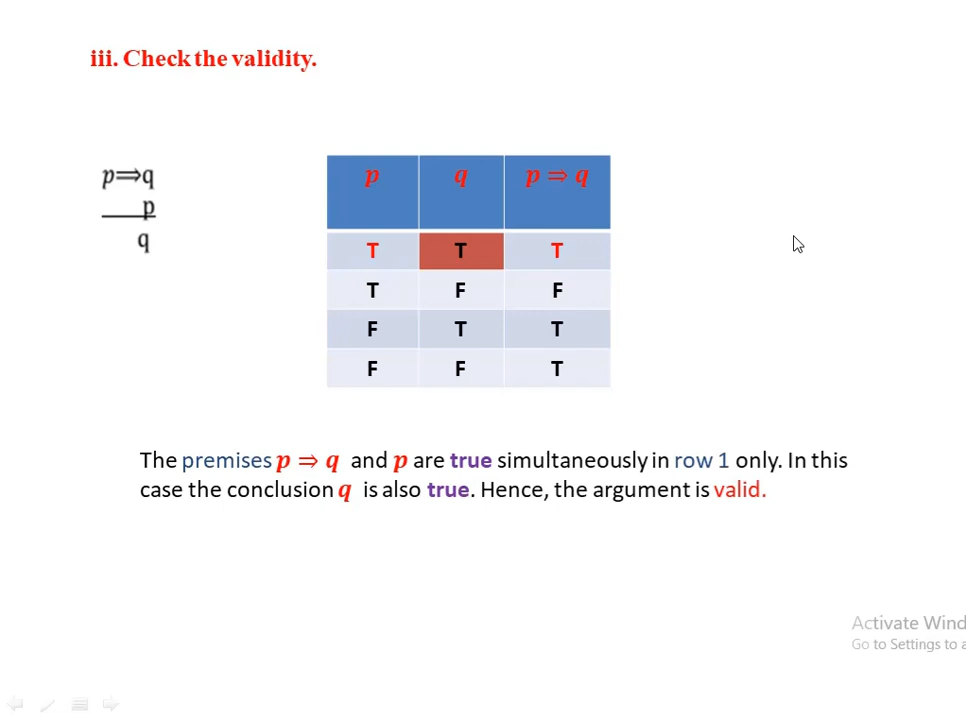 iii. Check the validity.
p⟹q
p
q
p q p ⇒ q
T T T
T F F
F T T
F F T
The premises p ⇒ q and p are true simultaneously in row 1 only. In this
case the conclusion q is also true. Hence, the argument is valid.
Activate Wind
Go to Settings to a